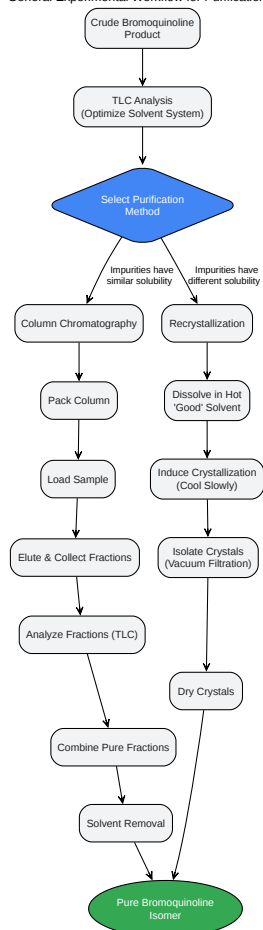 General Experimental Workflow for Purification
Crude Bromoquinoline
Product
TLC Analysis
(Optimize Solvent System)
Select Purification
Method
Impurities have
similar solubility
Impurities have
different solubility
Column Chromatography
Recrystallization
Pack Column
Dissolve in Hot
'Good' Solvent
Load Sample
Induce Crystallization
(Cool Slowly)
Elute & Collect Fractions
Isolate Crystals
(Vacuum Filtration)
Analyze Fractions (TLC)
Dry Crystals
Combine Pure Fractions
Solvent Removal
Pure Bromoquinoline
Isomer